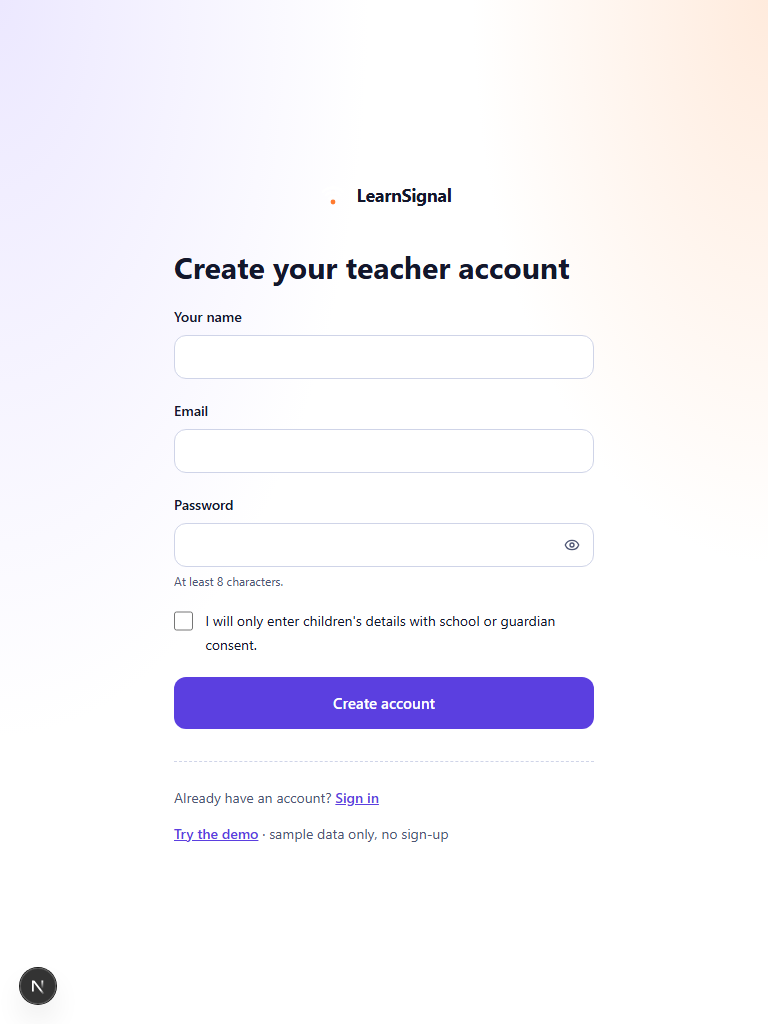 LearnSignal
Create your teacher account
Your name
Email
Password
At least 8 characters.
I will only enter children's details with school or guardian
consent.
Create account
Already have an account? Sign in
Try the demo · sample data only, no sign-up
N